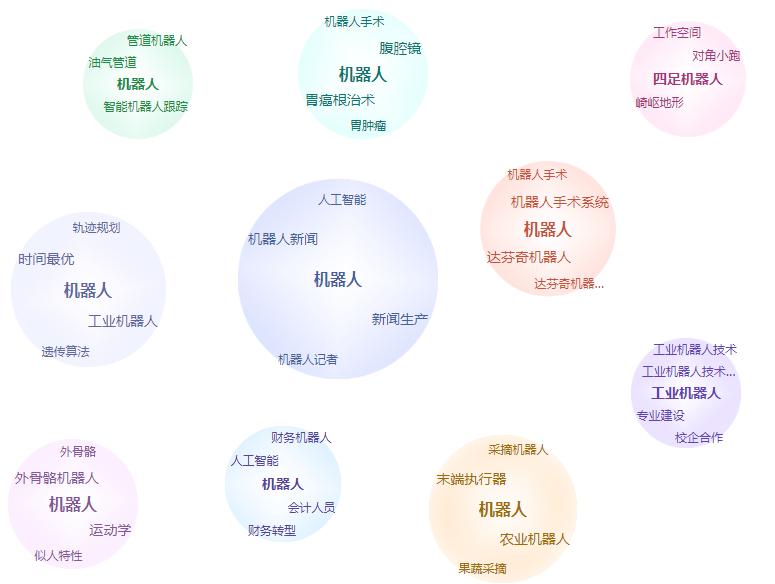 管道机器人
油气管道
机器人
智能机器人跟踪
机器人手术
腹腔镜
机器人
胃癌根治术
胃肿瘤
工作空间
对角小跑
四足机器人
崎岖地形
轨迹规划
时间最优
机器人
工业机器人
遗传算法
人工智能
机器人新闻
机器人
新闻生产
机器人记者
机器人手术
机器人手术系统
机器人
达芬奇机器人
达芬奇机器...
工业机器人技术
工业机器人技术...
工业机器人
专业建设
校企合作
外骨骼
外骨骼机器人
机器人
运动学
似人特性
财务机器人
人工智能
机器人
会计人员
财务转型
采摘机器人
末端执行器
机器人
农业机器人
果蔬采摘